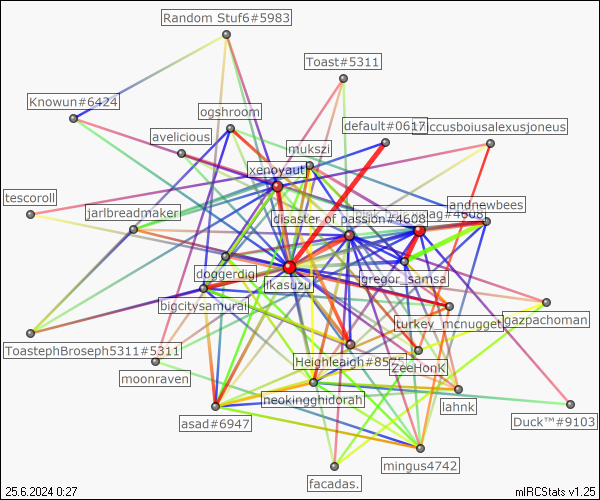 Random Stuf6#5983
Toast#5311
Knowun#6424
ogshroom
default#0617
ccusboiusalexusjoneus
avelicious
mukszi
xenoyaut
tescoroll
jarlbreadmaker
andnewbees
disaster of passion#4608
lag#4608
doggerdig
ilkasuzu
gregor_samsa
bigcitysamurai
turkey_mcnugget
gazpachoman
ToastephBroseph5311#5311
Heighleaigh#8575
ZeeHonK
moonraven
neokingghidorah
lahnk
asad#6947
Duck™#9103
mingus4742
facadas.
25.6.2024 0:27
mIRCStats v1.25